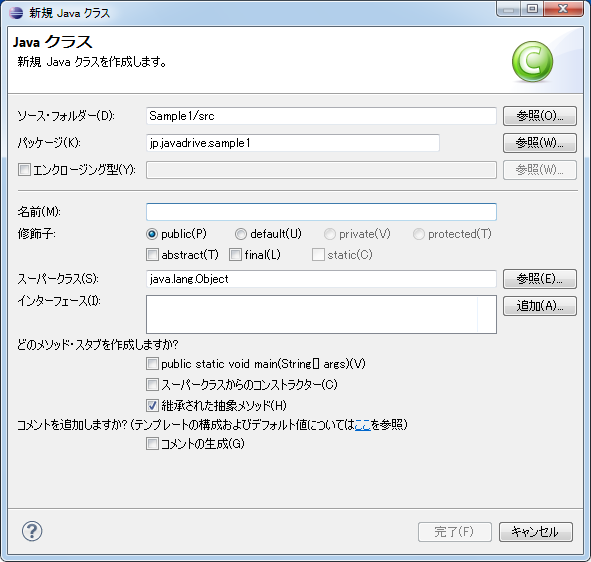 新規 Java クラス
Java クラス
新規 Java クラスを作成します。
ソース・フォルダー(D): Sample1/src 参照(O)...
パッケージ(K): jp.javadrive.sample1 参照(W)...
エンクロージング型(Y): 参照(W)...
名前(M):
修飾子: public(P) default(U) private(V) protected(T)
abstract(T) final(L) static(C)
スーパークラス(S): java.lang.Object 参照(E)...
インターフェース(I): 追加(A)...
どのメソッド・スタブを作成しますか?
public static void main(String[] args)(V)
スーパークラスからのコンストラクター(C)
継承された抽象メソッド(H)
コメントを追加しますか? (テンプレートの構成およびデフォルト値についてはここを参照)
コメントの生成(G)
完了(F) キャンセル